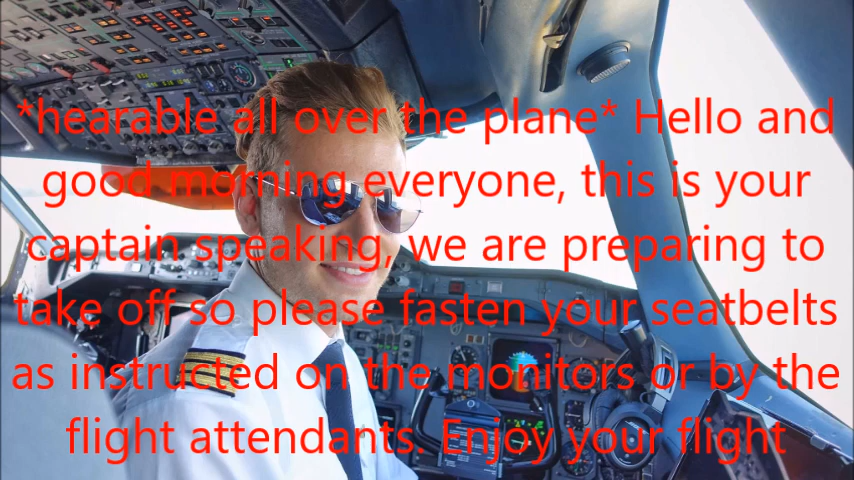 *hearable all over the plane* Hello and
good morning everyone, this is your
captain speaking, we are preparing to
take off so please fasten your seatbelts
as instructed on the monitors or by the
flight attendants. Enjoy your flight